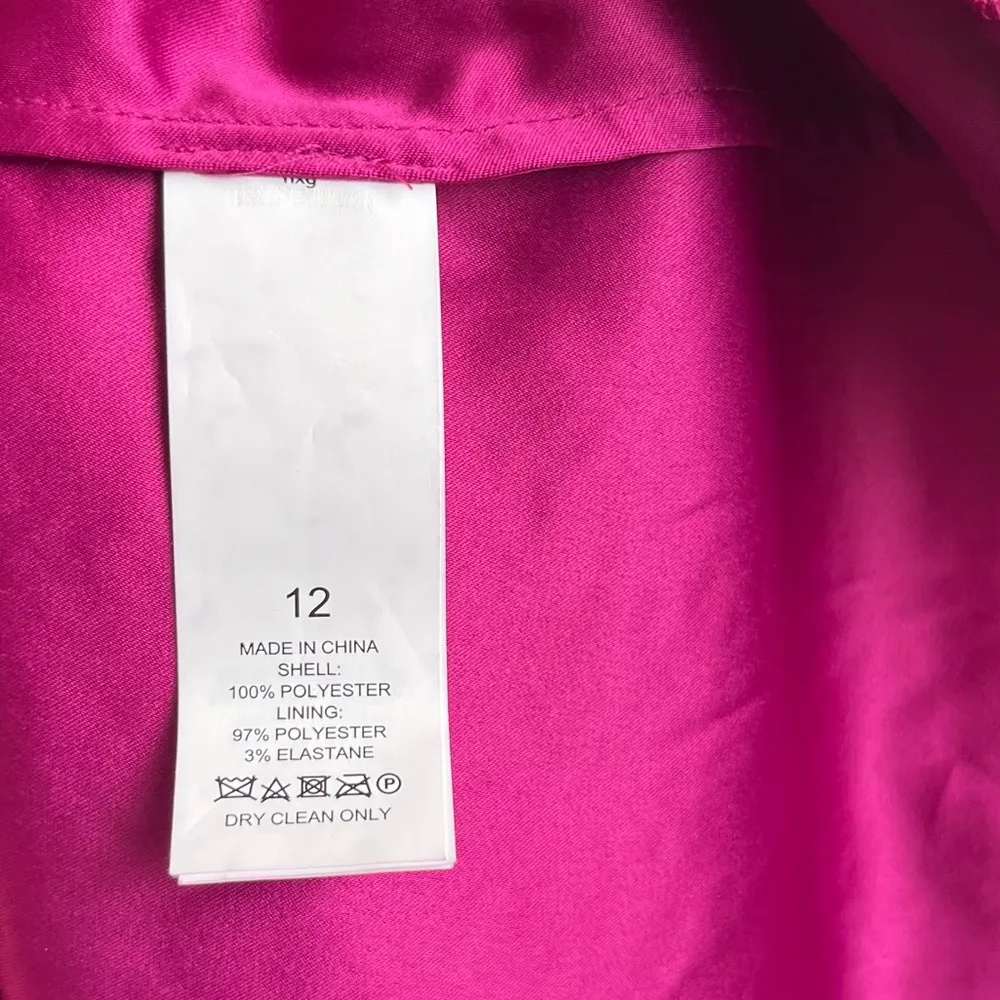 12
MADE IN CHINA
SHELL:
100% POLYESTER
LINING:
97% POLYESTER
3% ELASTANE
P
DRY CLEAN ONLY